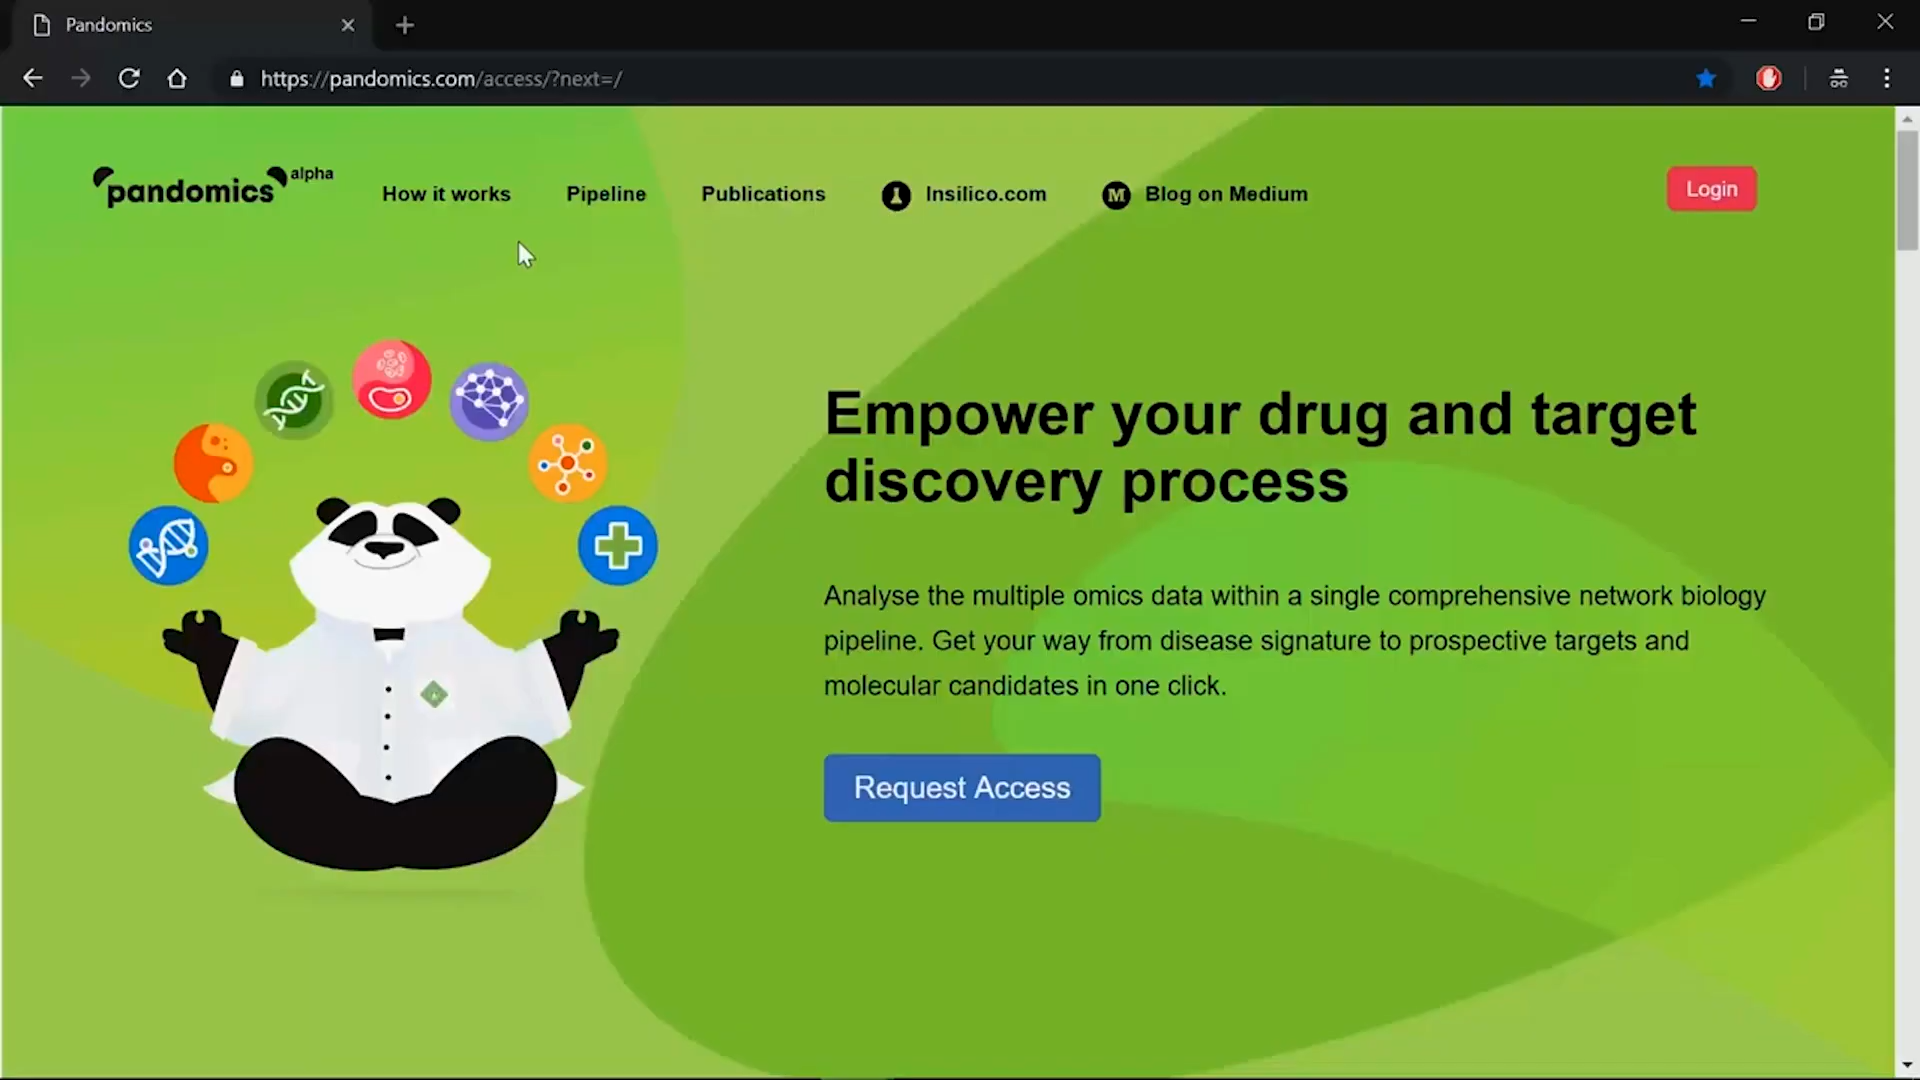 Pandomics
https://pandomics.com/access/?next=/
pandomics alpha
How it works
Pipeline
Publications
Insilico.com
M Blog on Medium
Login
Empower your drug and target
discovery process
Analyse the multiple omics data within a single comprehensive network biology
pipeline. Get your way from disease signature to prospective targets and
molecular candidates in one click.
Request Access